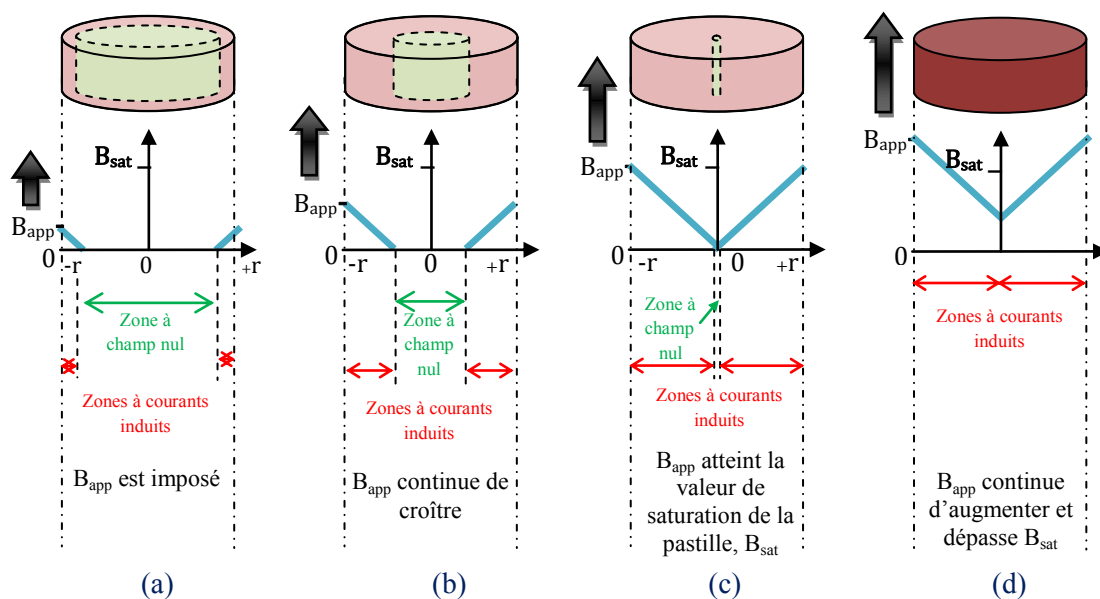 B_sat
B_app
0
-r
0
+r
Zone à
champ nul
Zones à courants
induits
B_app est imposé
(a)
B_sat
B_app
0
-r
0
+r
Zone à
champ
nul
Zones à courants
induits
B_app continue de
croître
(b)
B_app
B_sat
0
-r
0
+r
Zone à
champ
nul
Zones à courants
induits
B_app atteint la
valeur de
saturation de la
pastille, B_sat
(c)
B_app
B_sat
0
Zones à courants
induits
B_app continue
d’augmenter et
dépasse B_sat
(d)